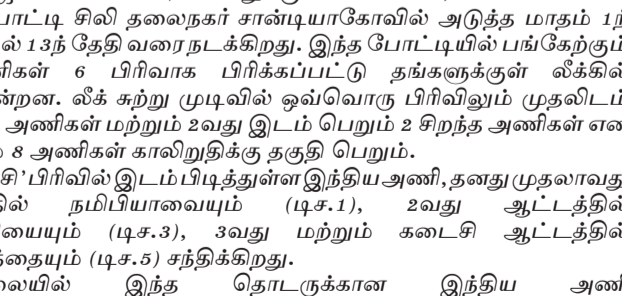 போட்டி சிலி தலைநகர் சான்டியாகோவில் அடுத்த மாதம் 1ந்
ல் 13ந் தேதி வரை நடக்கிறது. இந்த போட்டியில் பங்கேற்கும்
ணிகள் 6 பிரிவாக பிரிக்கப்பட்டு தங்களுக்குள் லீக்கில்
ன்றன. லீக் சுற்று முடிவில் ஒவ்வொரு பிரிவிலும் முதலிடம்
அணிகள் மற்றும் 2வது இடம் பெறும் 2 சிறந்த அணிகள் என
8 அணிகள் காலிறுதிக்கு தகுதி பெறும்.
சி' பிரிவில் இடம் பிடித்துள்ள இந்திய அணி, தனது முதலாவது
தில் நமிபியாவையும் (டிச.1), 2வது ஆட்டத்தில்
யையும் (டிச.3), 3வது மற்றும் கடைசி ஆட்டத்தில்
தையும் (டிச.5) சந்திக்கிறது.
லையில் இந்த தொடருக்கான இந்திய அணி